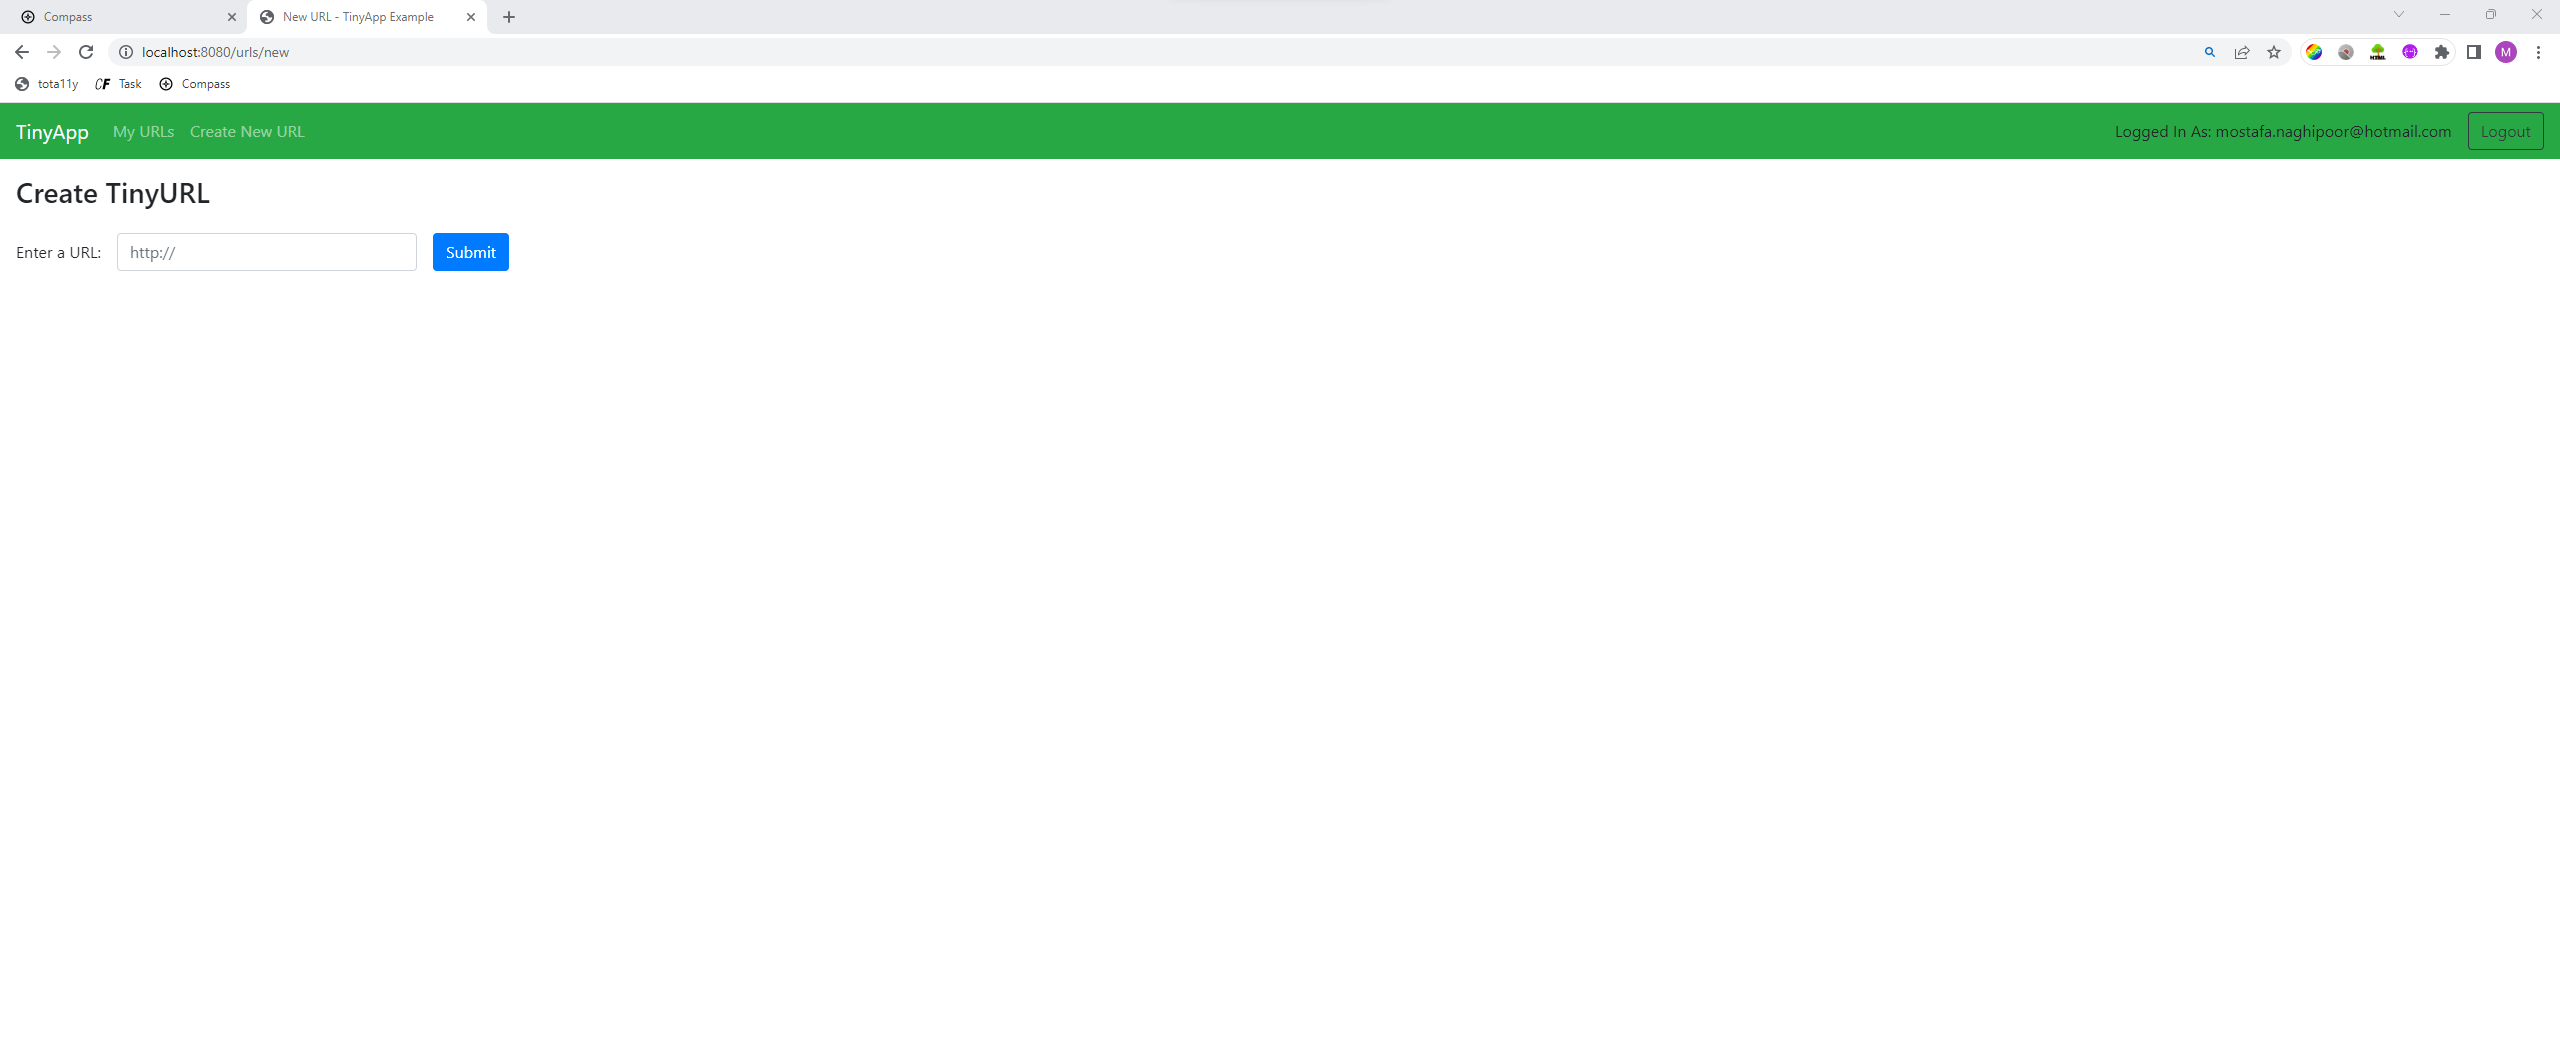 Compass
New URL - TinyApp Example
localhost:8080/urls/new
M
tota11y
CF Task
Compass
TinyApp My URLs Create New URL Logged In As: mostafa.naghipoor@hotmail.com Logout
Create TinyURL
Enter a URL: http:// Submit